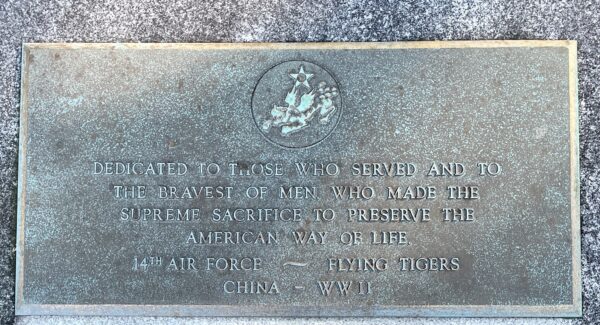 DEDICATED TO THOSE WHO SERVED AND TO
THE BRAVEST OF MEN WHO MADE THE
SUPREME SACRIFICE TO PRESERVE THE
AMERICAN WAY OF LIFE.
14TH AIR FORCE ~ FLYING TIGERS
CHINA - WW II